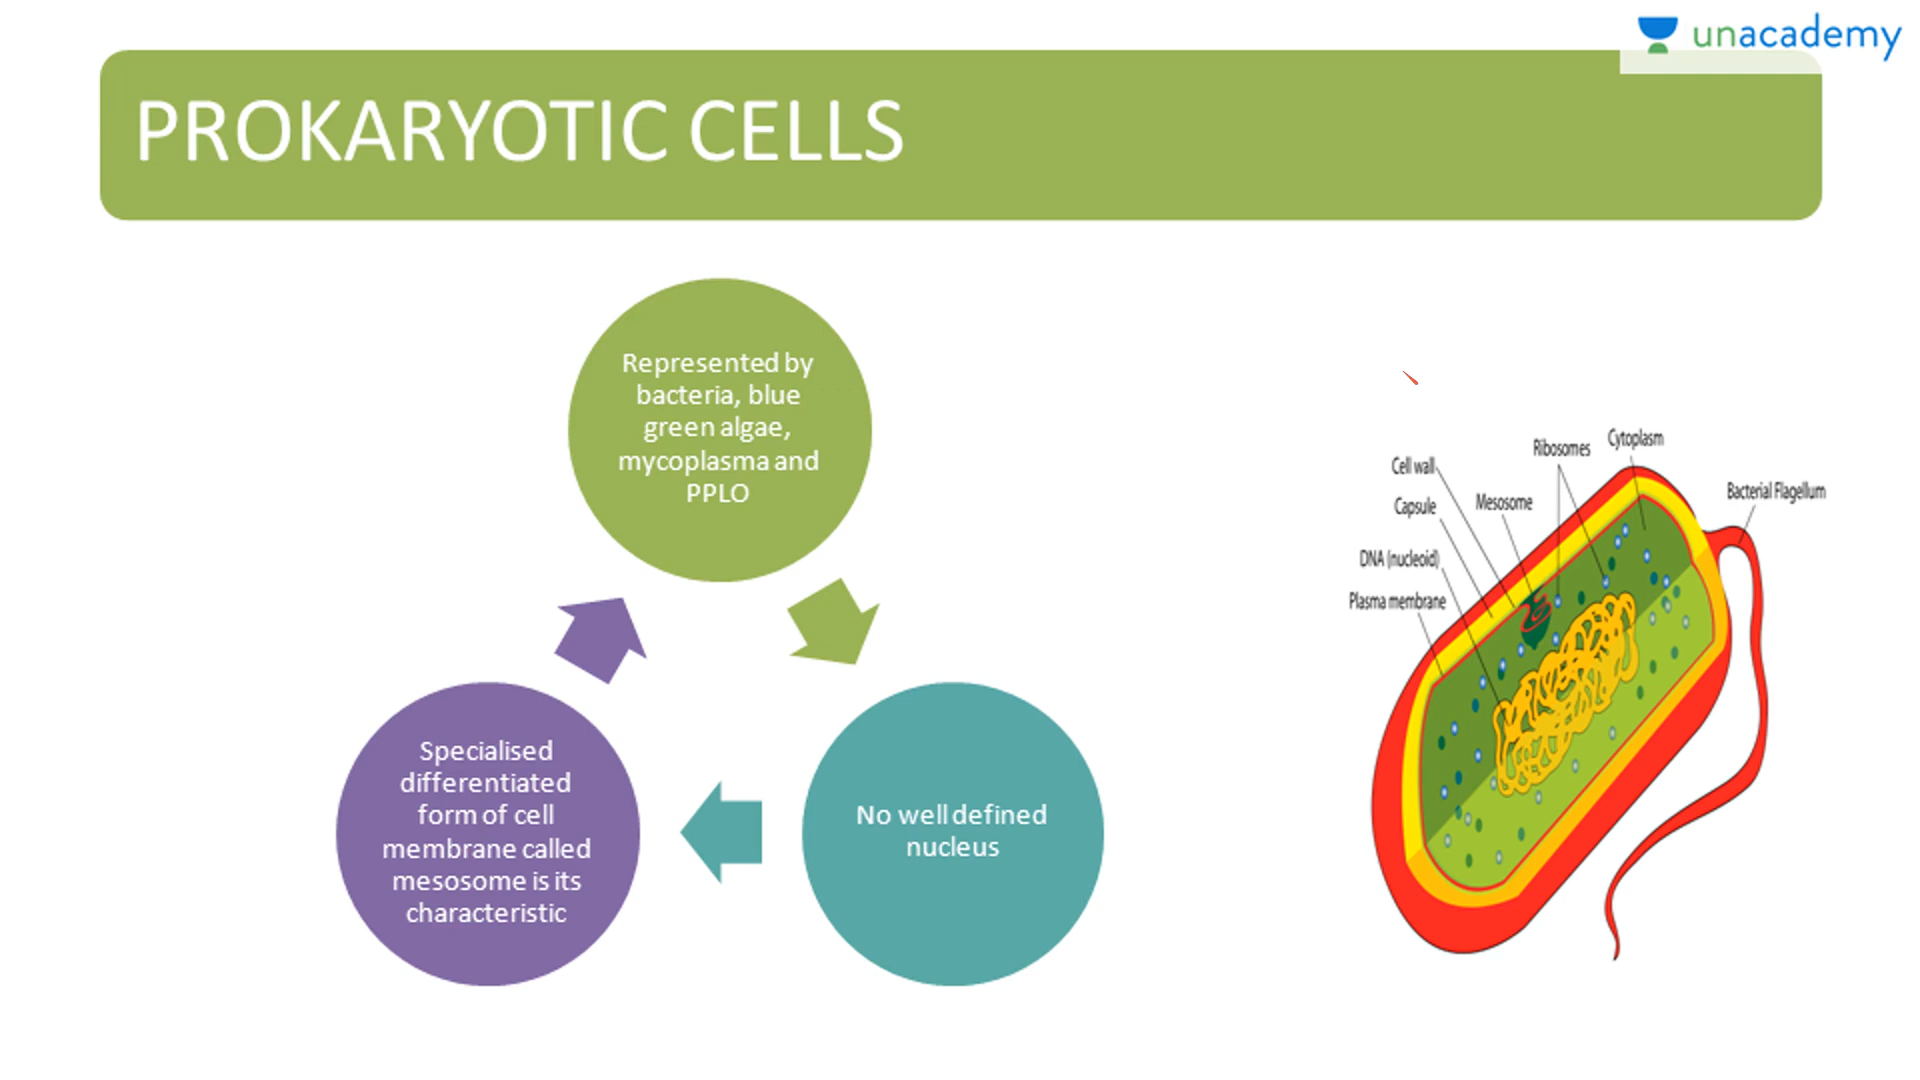 unacademy
PROKARYOTIC CELLS
Represented by
bacteria, blue
green algae,
mycoplasma and
PPLO
Specialised
differentiated
form of cell
membrane called
mesosome is its
characteristic
No well defined
nucleus
Cell wall
Capsule
DNA (nucleoid)
Plasma membrane
Mesosome
Ribosomes
Cytoplasm
Bacterial Flagellum